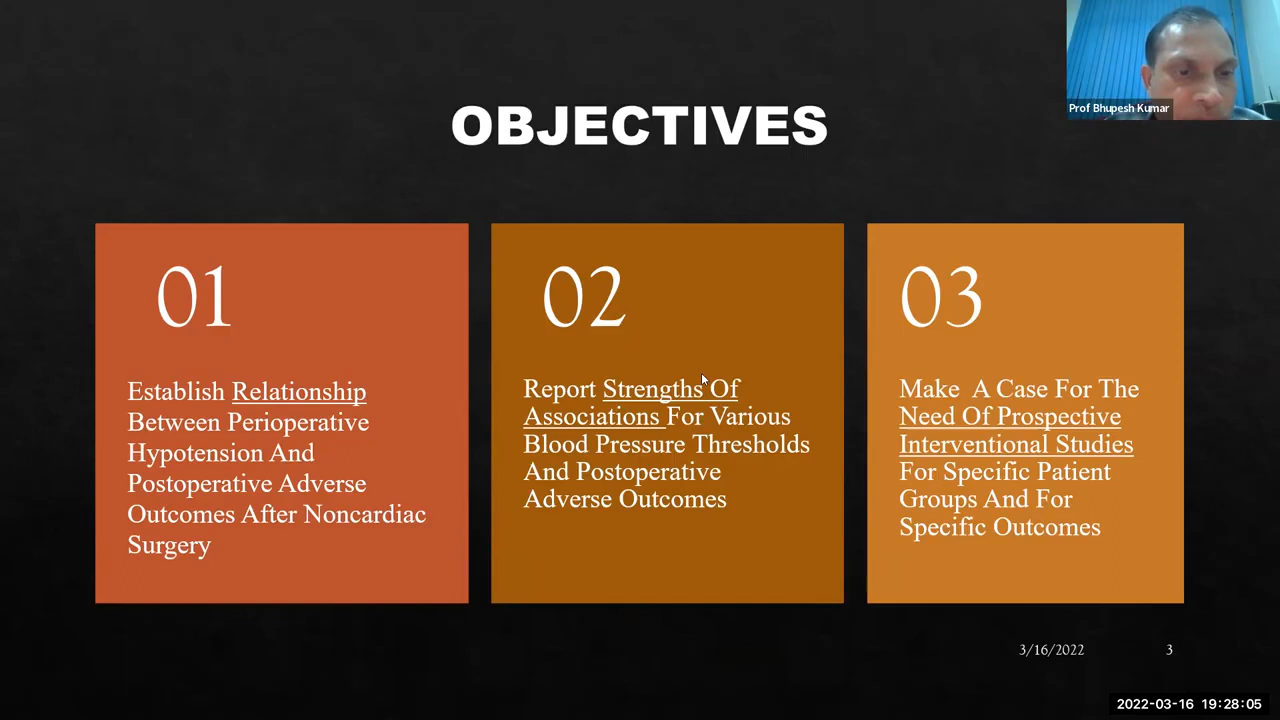 Prof Bhupesh Kumar
OBJECTIVES
01
Establish Relationship
Between Perioperative
Hypotension And
Postoperative Adverse
Outcomes After Noncardiac
Surgery
02
Report Strengths Of
Associations For Various
Blood Pressure Thresholds
And Postoperative
Adverse Outcomes
03
Make A Case For The
Need Of Prospective
Interventional Studies
For Specific Patient
Groups And For
Specific Outcomes
3/16/2022
3
2022-03-16 19:28:05